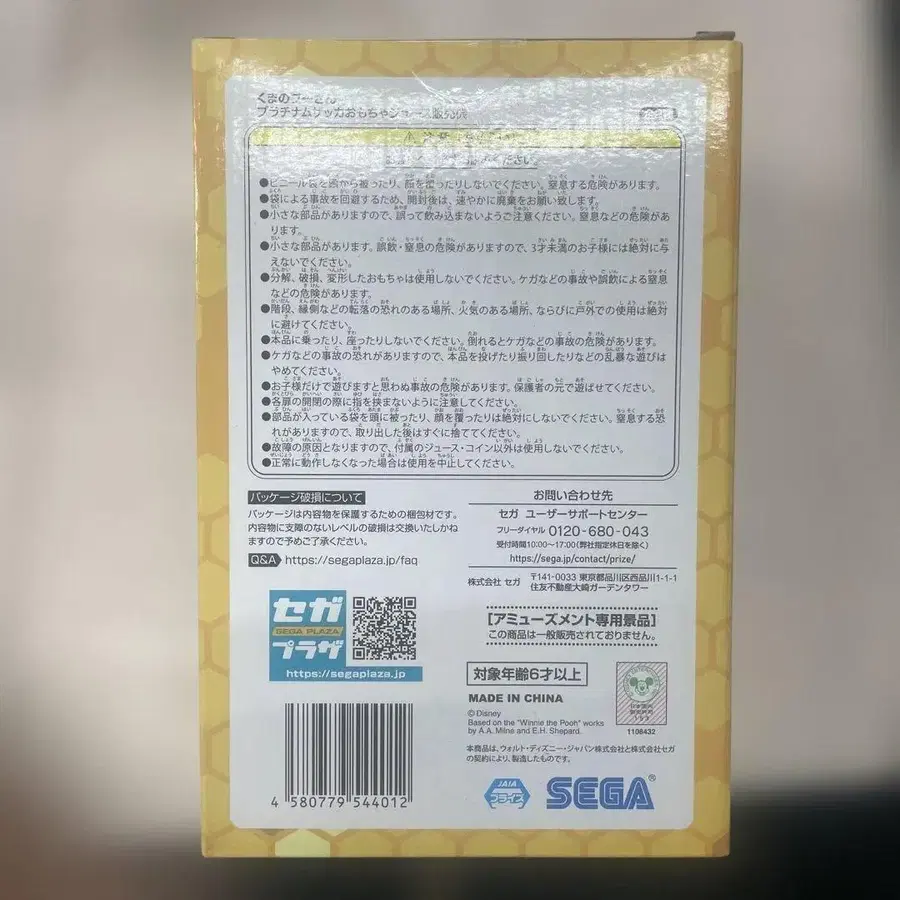 くまのプーさん
プラチナムサッカおもちゃジュース販売機
●ビニール袋を頭から被ったり、顔を覆ったりしないでください。窒息する危険があります。
●袋による事故を回避するため、開封後は、速やかに廃棄をお願い致します。
●小さな部品がありますので、誤って飲み込まないようご注意ください。窒息などの危険があ
ります。
●小さな部品があります。誤飲・窒息の危険がありますので、3才未満のお子様には絶対に与
えないでください。
●分解、破損、変形したおもちゃは使用しないでください。ケガなどの事故や誤飲による窒息
などの危険があります。
●階段、縁側などの転落の恐れのある場所、火気のある場所、ならびに戸外での使用は絶対
に避けてください。
●本品に乗ったり、座ったりしないでください。倒れるとケガなどの事故の危険があります。
●ケガなどの事故の恐れがありますので、本品を投げたり振り回したりなどの乱暴な遊びは
やめてください。
●お子様だけで遊びますと思わぬ事故の危険があります。保護者の元で遊ばせてください。
●各扉の開閉の際に指を挟まないように注意してください。
●部品が入っている袋を頭に被ったり、顔を覆ったりは絶対にしないでください。窒息する恐
れがありますので、取り出した後はすぐに捨ててください。
●故障の原因となりますので、付属のジュース・コイン以外は使用しないでください。
●正常に動作しなくなった場合は使用を中止してください。
パッケージ破損について
パッケージは内容物を保護するための梱包材です。
内容物に支障のないレベルの破損は交換いたしかね
ますので予めご了承ください。
Q&A https://segaplaza.jp/faq
お問い合わせ先
セガ ユーザーサポートセンター
フリーダイヤル 0120-680-043
受付時間10:00〜17:00(弊社指定休日を除く)
https://sega.jp/contact/prize/
株式会社 セガ 〒141-0033 東京都品川区西品川1-1-1
住友不動産大崎ガーデンタワー
セガ
SEGA PLAZA
プラザ
https://segaplaza.jp
[アミューズメント専用景品]
この商品は一般販売されておりません。
対象年齢6才以上
MADE IN CHINA
©Disney
Based on the "Winnie the Pooh" works
by A.A. Milne and E.H. Shepard.
1108432
本商品は、ウォルト・ディズニー・ジャパン株式会社と株式会社セガ
の契約により、製造したものです。
4 580779 544012
JAIA
プライズ
SEGA®